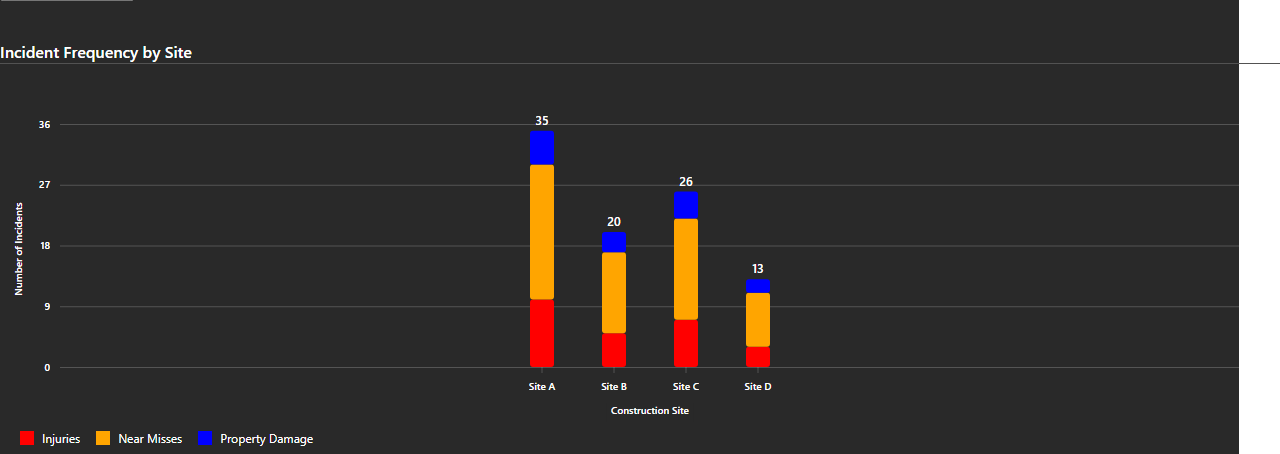 Incident Frequency by Site
36
27
18
9
0
Number of Incidents
35
20
26
13
Site A
Site B
Site C
Site D
Construction Site
Injuries
Near Misses
Property Damage